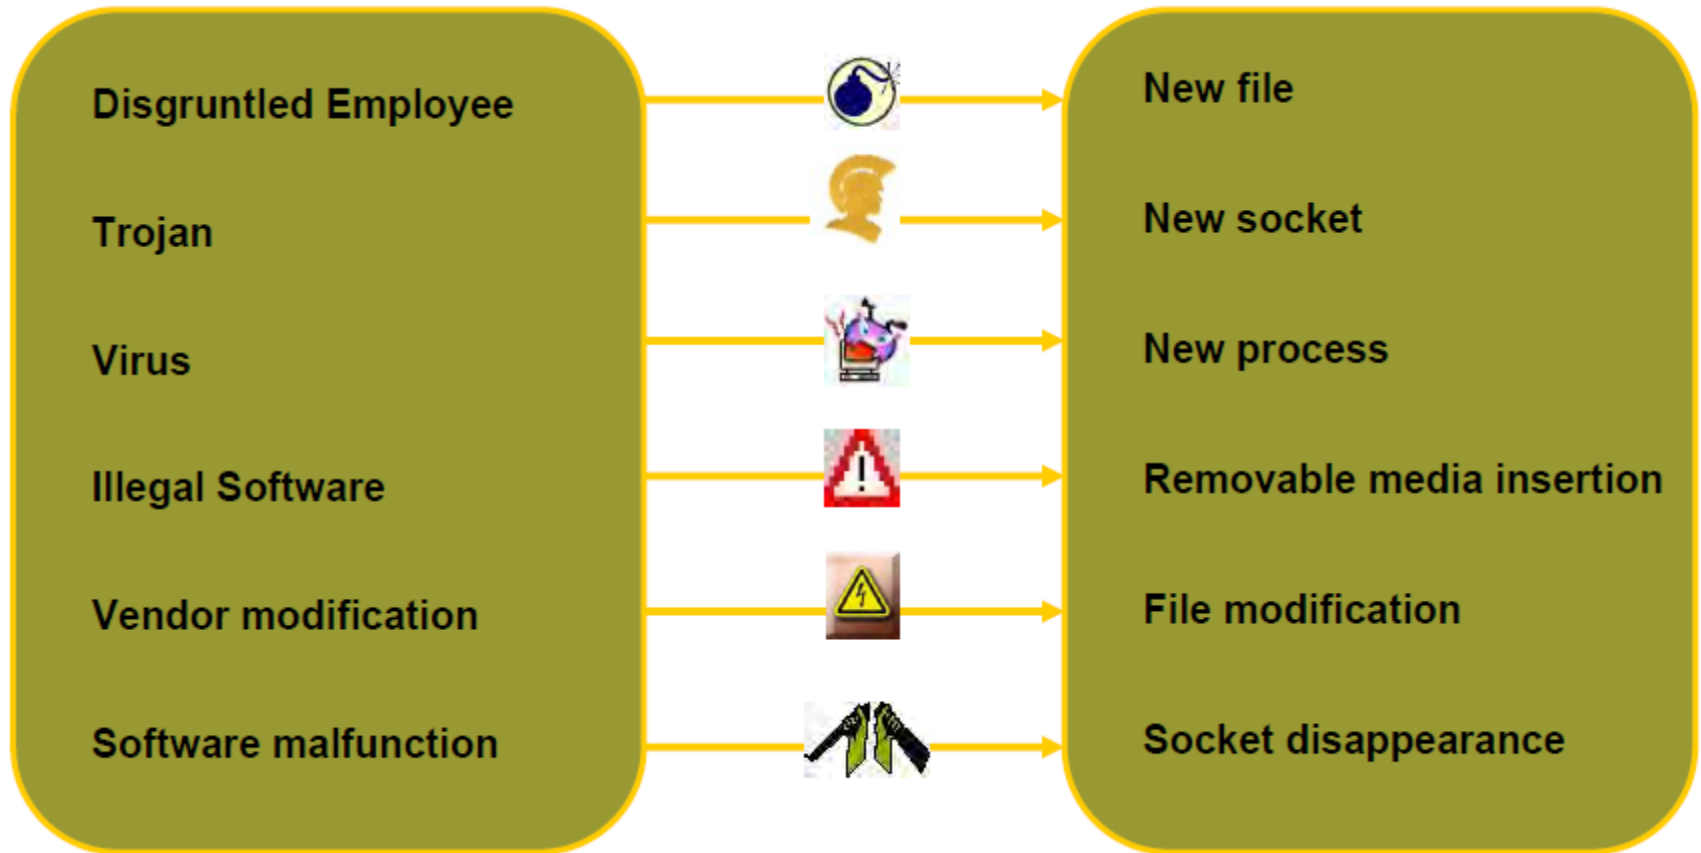 Disgruntled Employee
Trojan
Virus
Illegal Software
Vendor modification
Software malfunction
!
New file
New socket
New process
Removable media insertion
File modification
Socket disappearance